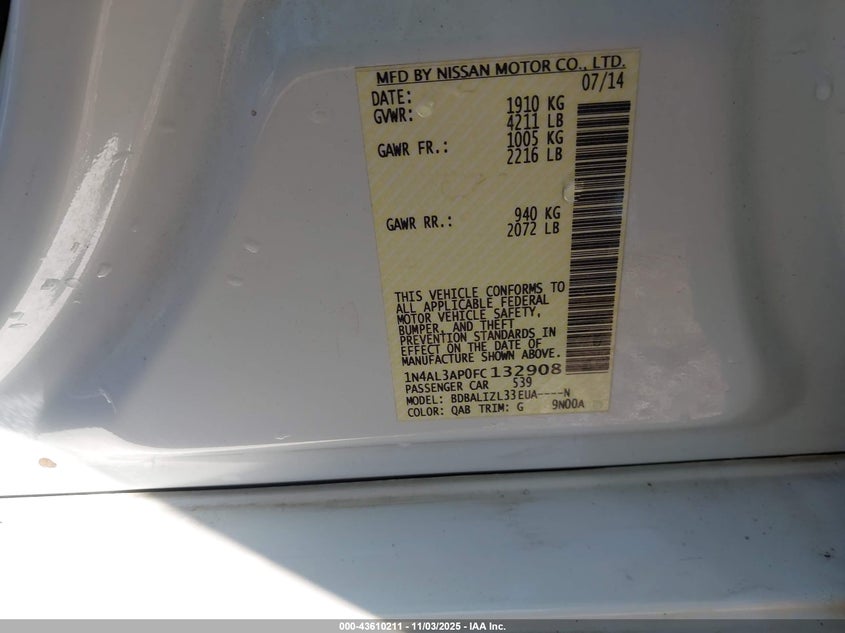 MFD BY NISSAN MOTOR CO., LTD.
DATE: 07/14
GVWR: 1910 KG
4211 LB
GAWR FR.: 1005 KG
2216 LB
GAWR RR.: 940 KG
2072 LB
THIS VEHICLE CONFORMS TO
ALL APPLICABLE FEDERAL
MOTOR VEHICLE SAFETY,
BUMPER, AND THEFT
PREVENTION STANDARDS IN
EFFECT ON THE DATE OF
MANUFACTURE SHOWN ABOVE.
1N4AL3AP0FC132908
PASSENGER CAR 539
MODEL: BDBALIZL33EUA----N
COLOR: QAB TRIM: G 9N00A
000-43610211 - 11/03/2025 - IAA Inc.